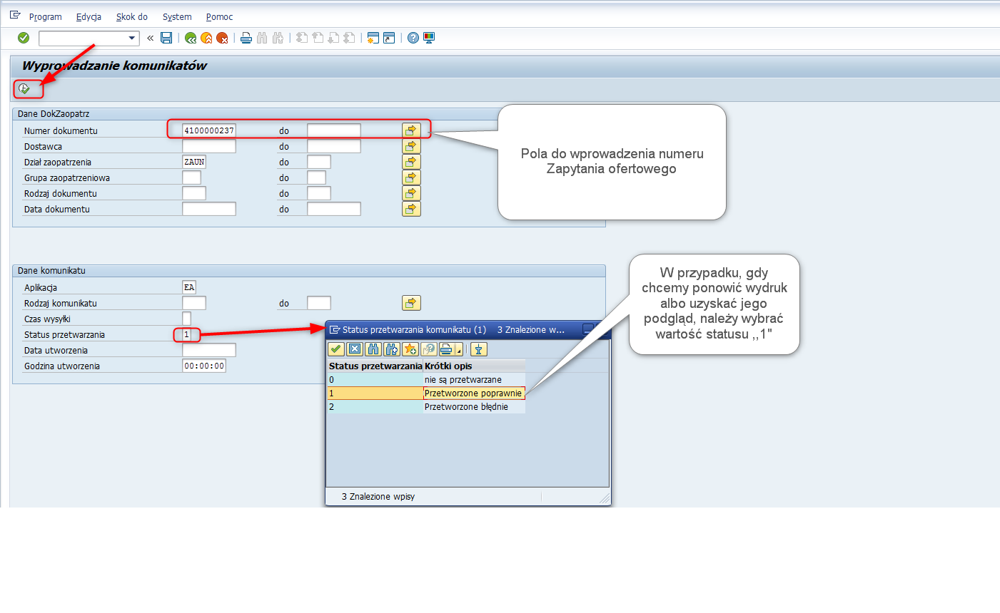 Program Edycja Skok do System Pomoc
Wyprowadzanie komunikatów
Dane DokZaopatrz
Numer dokumentu 4100000237 do
Dostawca do
Dział zaopatrzenia ZAUN do
Grupa zaopatrzeniowa do
Rodzaj dokumentu do
Data dokumentu do
Pola do wprowadzenia numeru
Zapytania ofertowego
Dane komunikatu
Aplikacja EA
Rodzaj komunikatu do
Czas wysyłki
Status przetwarzania 1
Data utworzenia
Godzina utworzenia 00:00:00
W przypadku, gdy
chcemy ponowić wydruk
albo uzyskać jego
podgląd, należy wybrać
wartość statusu ,,1"
Status przetwarzania komunikatu (1) 3 Znalezione w...
Status przetwarzania Krótki opis
0 nie są przetwarzane
1 Przetworzone poprawnie
2 Przetworzone błędnie
3 Znalezione wpisy